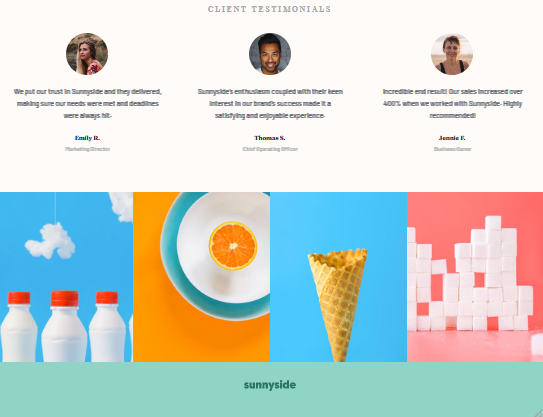 CLIENT TESTIMONIALS
We put our trust in Sunnyside and they delivered,
making sure our needs were met and deadlines
were always hit.
Emily R.
Marketing Director
Sunnyside's enthusiasm coupled with their keen
interest in our brand's success made it a
satisfying and enjoyable experience.
Thomas S.
Chief Operating Officer
Incredible end result! Our sales increased over
400% when we worked with Sunnyside. Highly
recommended!
Jennie F.
Business Owner
sunnyside